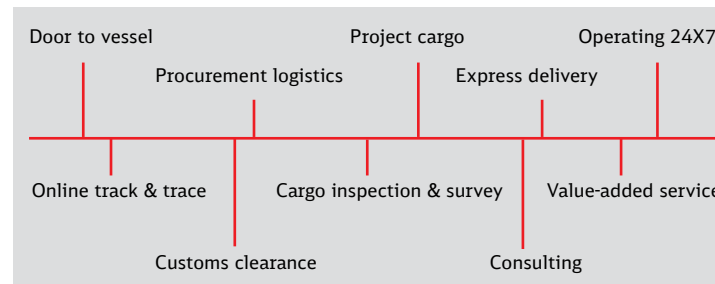 Door to vessel
Project cargo
Operating 24X7
Procurement logistics
Express delivery
Online track & trace
Cargo inspection & survey
Value-added service
Customs clearance
Consulting